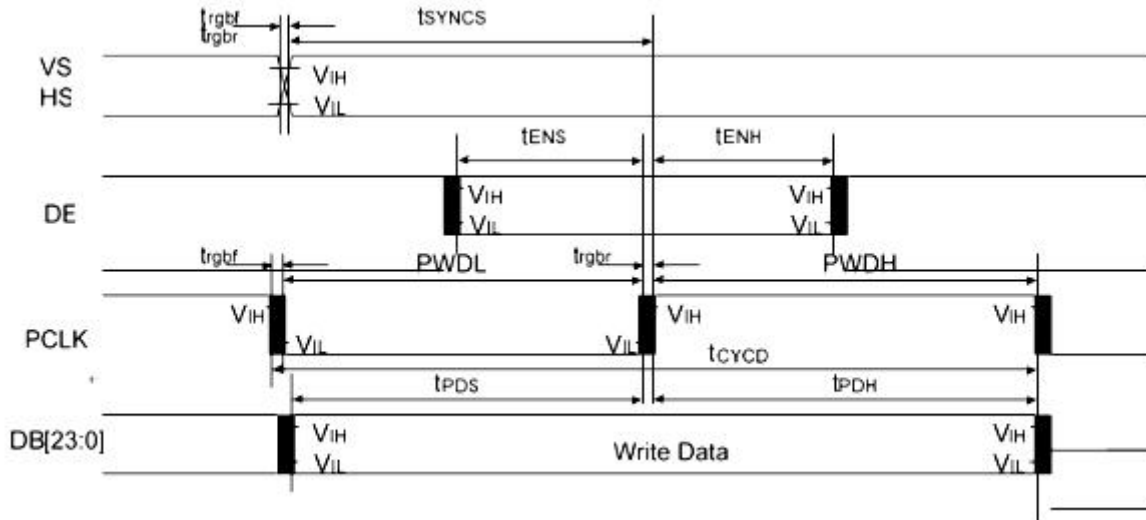 trgbf tSYNCS
trgbr
VS VIH
HS VIL
tENS tENH
DE VIH VIH
VIL VIL
trgbf PWDL trgbr PWDH
VIH VIH VIH
PCLK VIL VIL
tCYCD
tPDS tPDH
DB[23:0] VIH Write Data VIH
VIL VIL